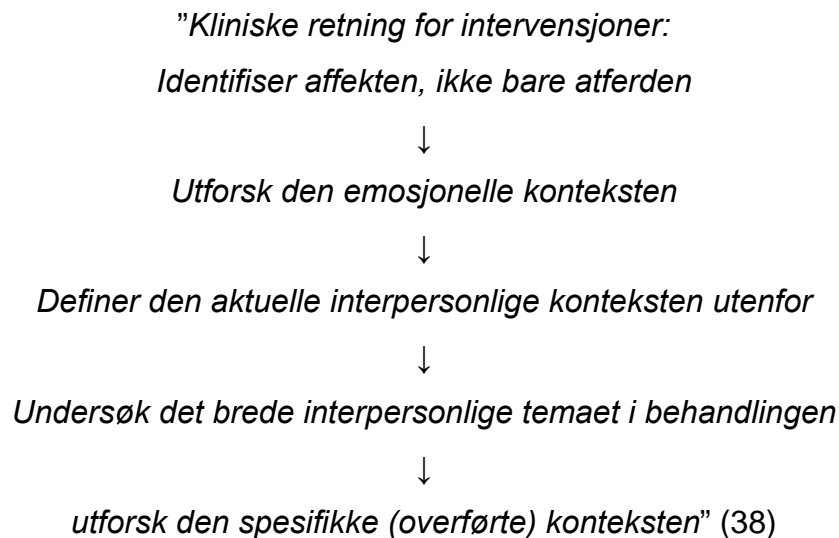 ”Kliniske retning for intervensjoner:
Identifiser affekten, ikke bare atferden
↓
Utforsk den emosjonelle konteksten
↓
Definer den aktuelle interpersonlige konteksten utenfor
↓
Undersøk det brede interpersonlige temaet i behandlingen
↓
utforsk den spesifikke (overførte) konteksten” (38)